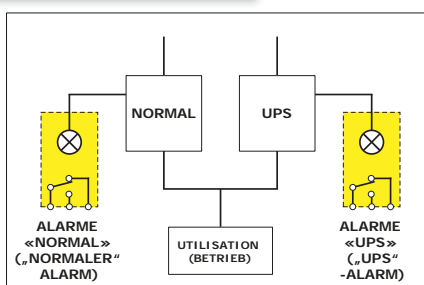 NORMAL
UPS
ALARME
«NORMAL»
(„NORMALER“
ALARM)
UTILISATION
(BETRIEB)
ALARME
«UPS»
(„UPS“
-ALARM)